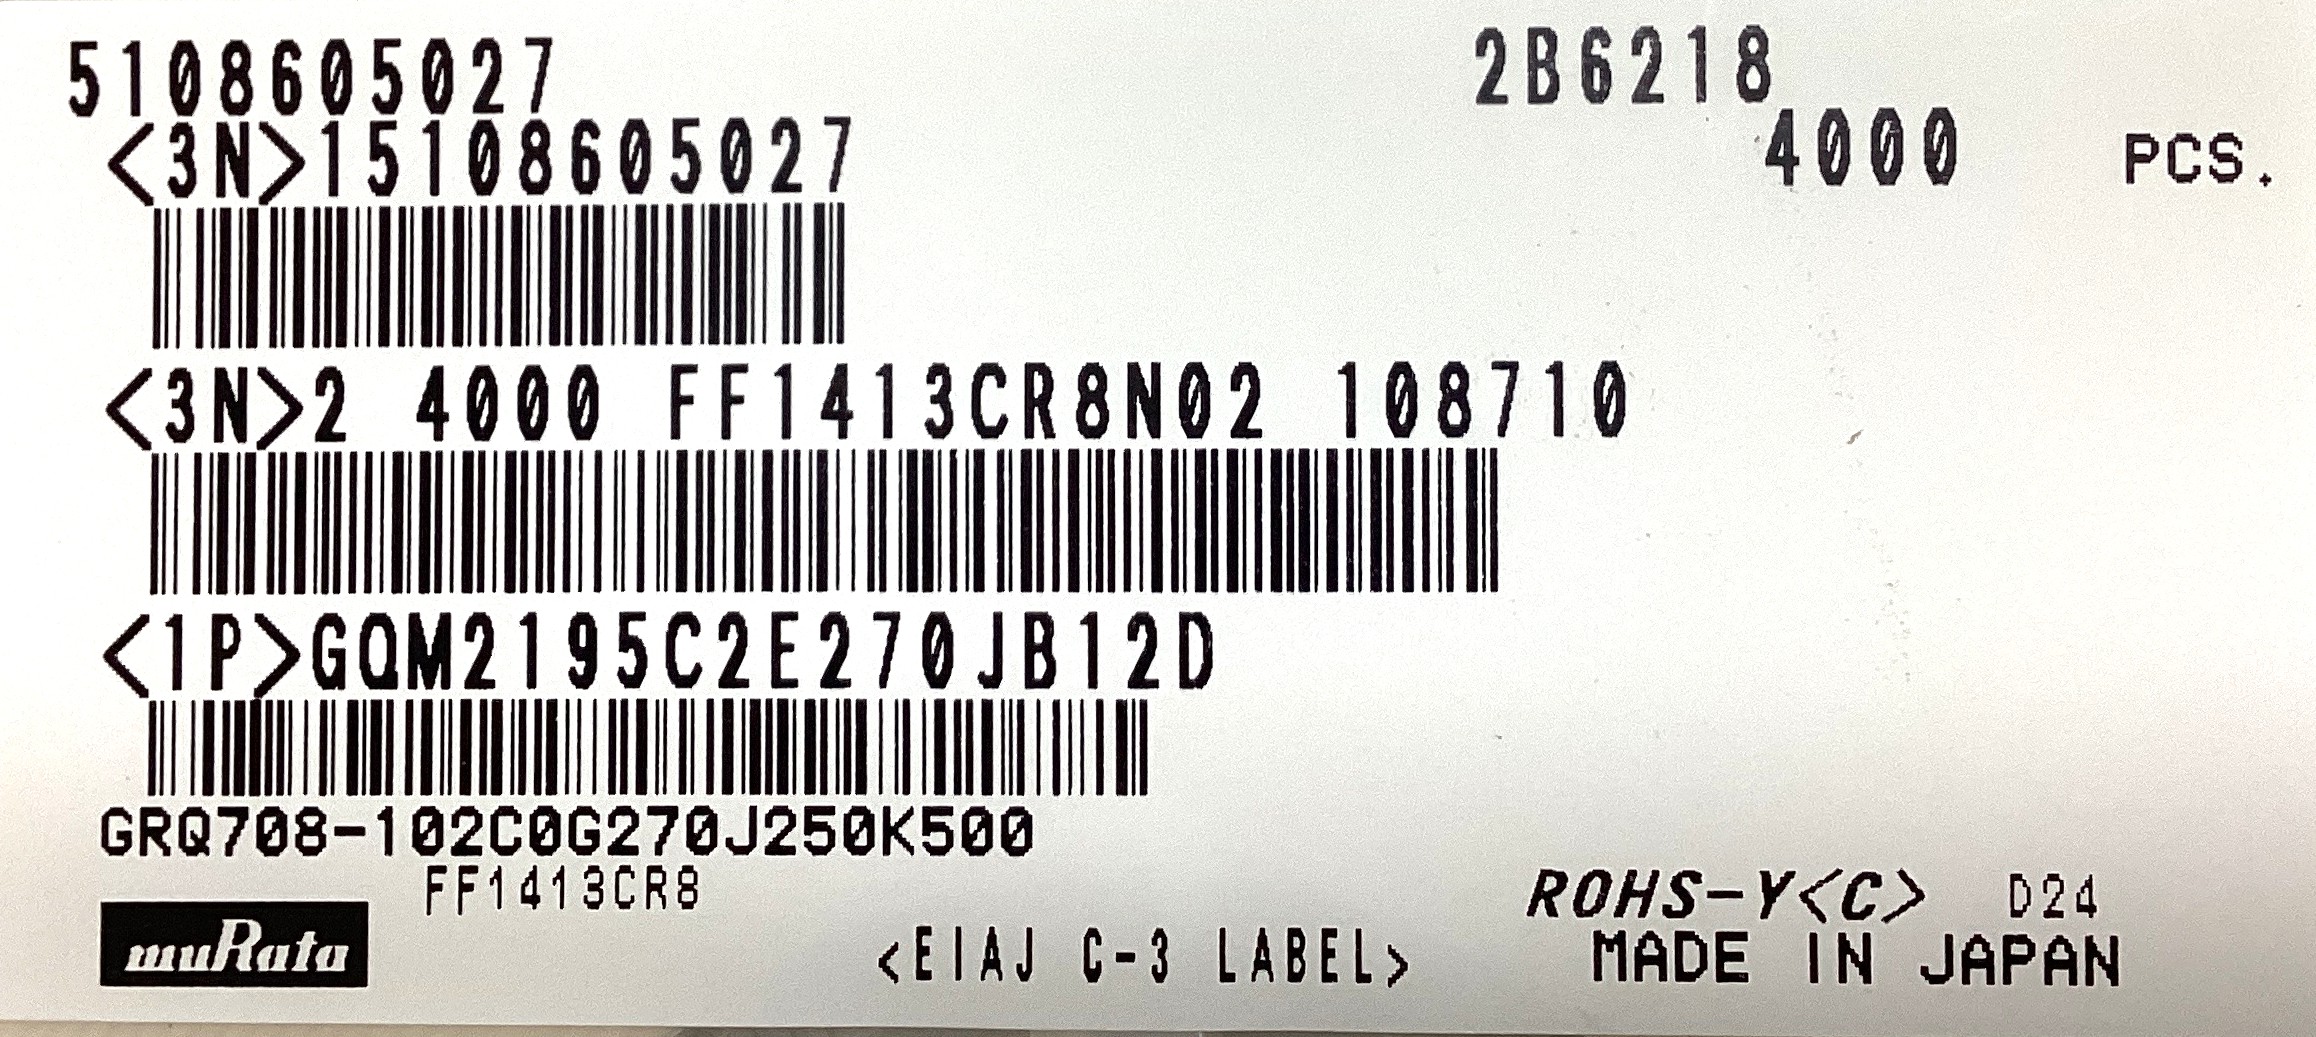 5108605027 2B6218
<3N>15108605027 4000 PCS.
<3N>2 4000 FF1413CR8N02 108710
<1P>GQM2195C2E270JB12D
GRQ708-102C0G270J250K500
FF1413CR8
ROHS-Y<C> D24
muRata <EIAJ C-3 LABEL> MADE IN JAPAN